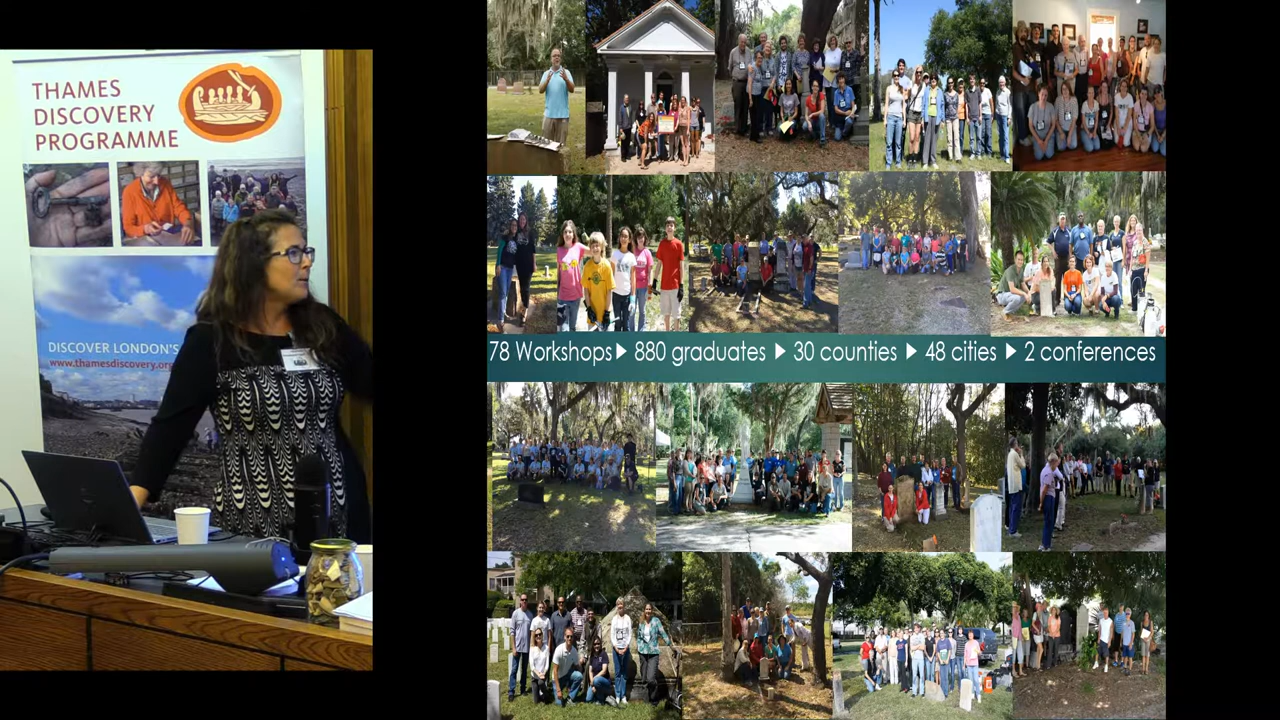 THAMES
DISCOVERY
PROGRAMME
DISCOVER LONDON'S
www.thamesdiscovery.org
78 Workshops▶ 880 graduates ▶ 30 counties ▶ 48 cities ▶ 2 conferences